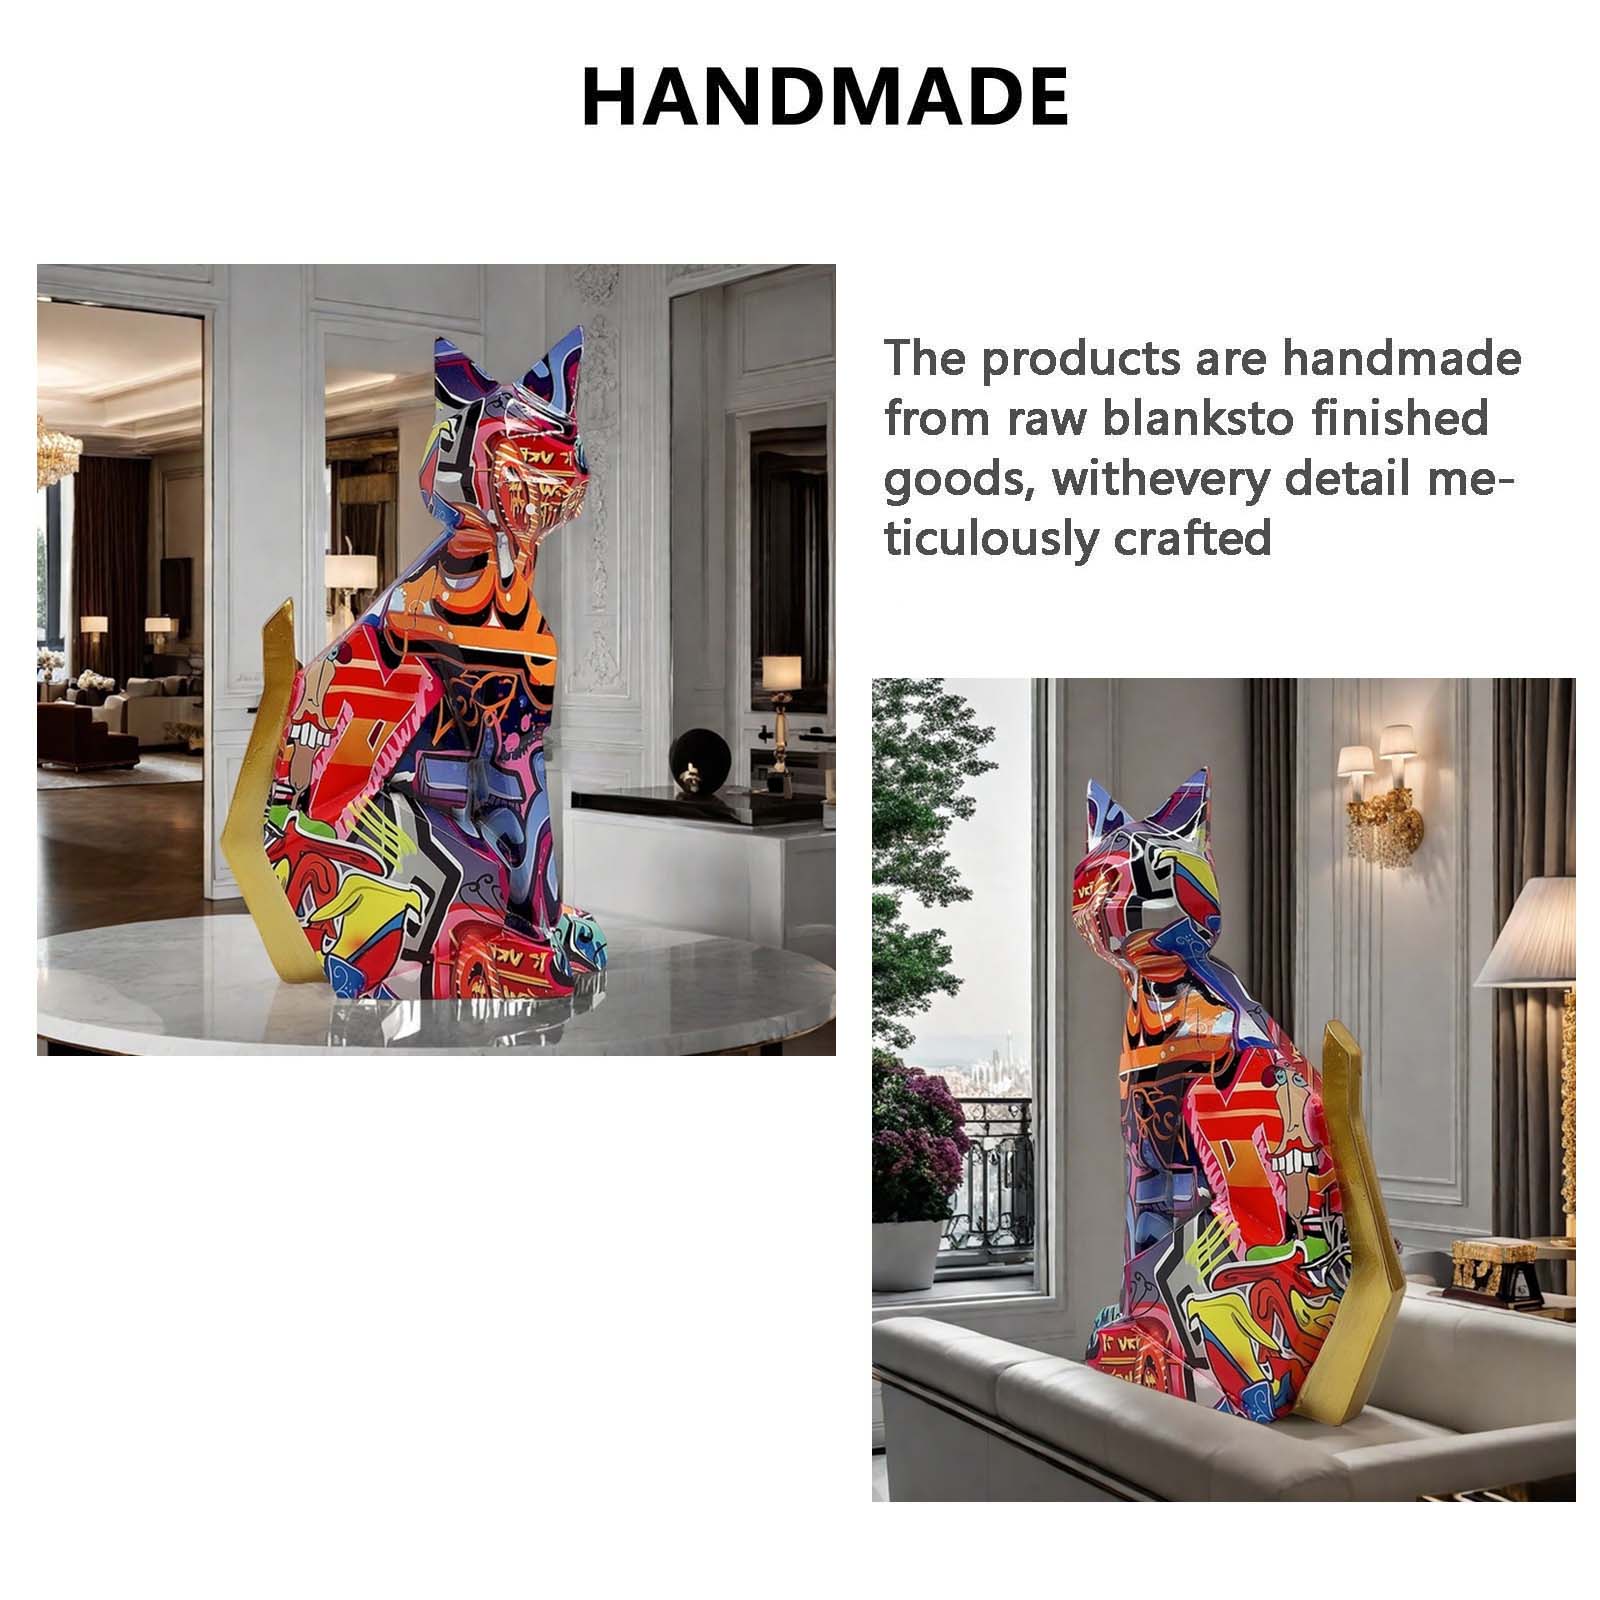 HANDMADE
The products are handmade
from raw blanksto finished
goods, withevery detail me-
ticulously crafted